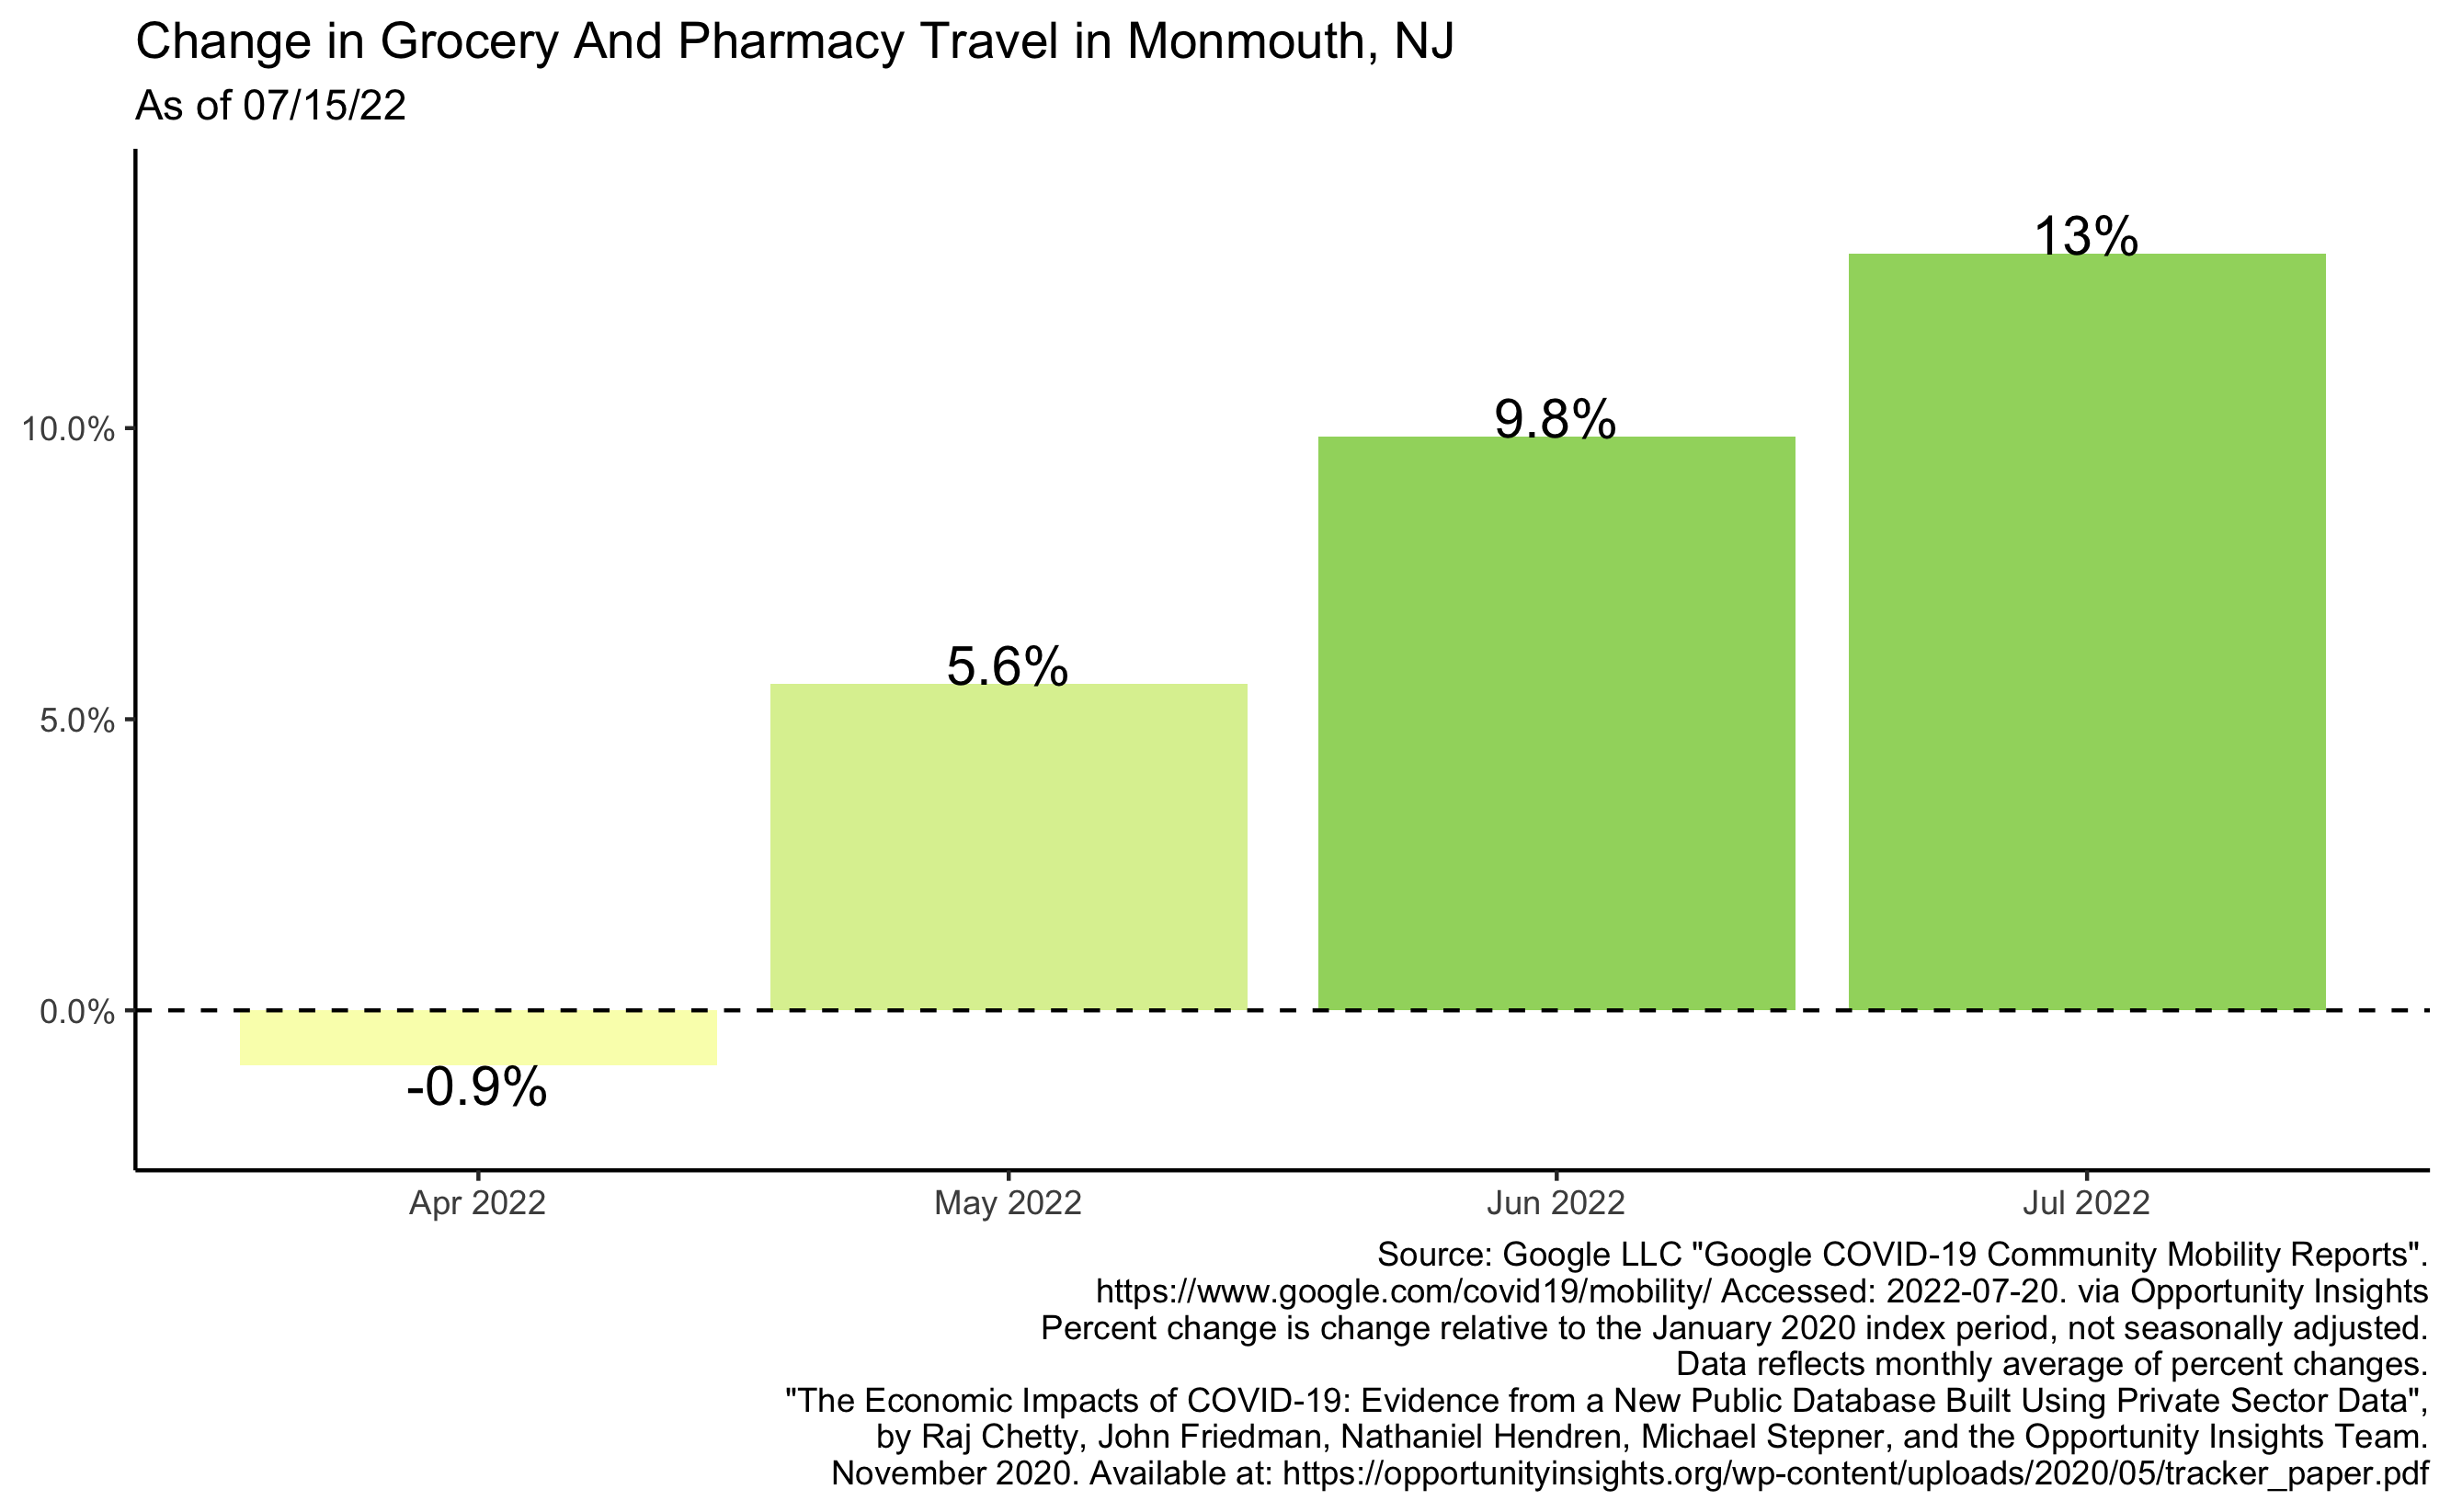 Change in Grocery And Pharmacy Travel in Monmouth, NJ
As of 07/15/22
13%
9.8%
10.0%
5.6%
5.0%
0.0%
-0.9%
Apr 2022
May 2022
Jun 2022
Jul 2022
Source: Google LLC "Google COVID-19 Community Mobility Reports".
https://www.google.com/covid19/mobility/ Accessed: 2022-07-20. via Opportunity Insights
Percent change is change relative to the January 2020 index period, not seasonally adjusted.
Data reflects monthly average of percent changes.
"The Economic Impacts of COVID-19: Evidence from a New Public Database Built Using Private Sector Data",
by Raj Chetty, John Friedman, Nathaniel Hendren, Michael Stepner, and the Opportunity Insights Team.
November 2020. Available at: https://opportunityinsights.org/wp-content/uploads/2020/05/tracker_paper.pdf